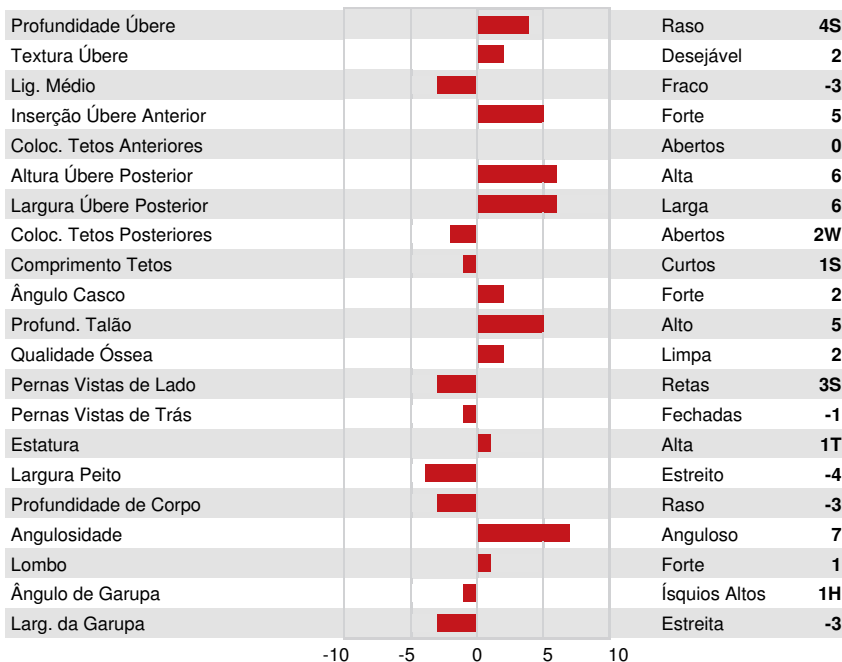 Profundidade Úbere Raso 4S
Textura Úbere Desejável 2
Lig. Médio Fraco -3
Inserção Úbere Anterior Forte 5
Coloc. Tetos Anteriores Abertos 0
Altura Úbere Posterior Alta 6
Largura Úbere Posterior Larga 6
Coloc. Tetos Posteriores Abertos 2W
Comprimento Tetos Curtos 1S
Ângulo Casco Forte 2
Profund. Talão Alto 5
Qualidade Óssea Limpa 2
Pernas Vistas de Lado Retas 3S
Pernas Vistas de Trás Fechadas -1
Estatura Alta 1T
Largura Peito Estreito -4
Profundidade de Corpo Raso -3
Angulosidade Anguloso 7
Lombo Forte 1
Ângulo de Garupa Ísquios Altos 1H
Larg. da Garupa Estreita -3
-10 -5 0 5 10